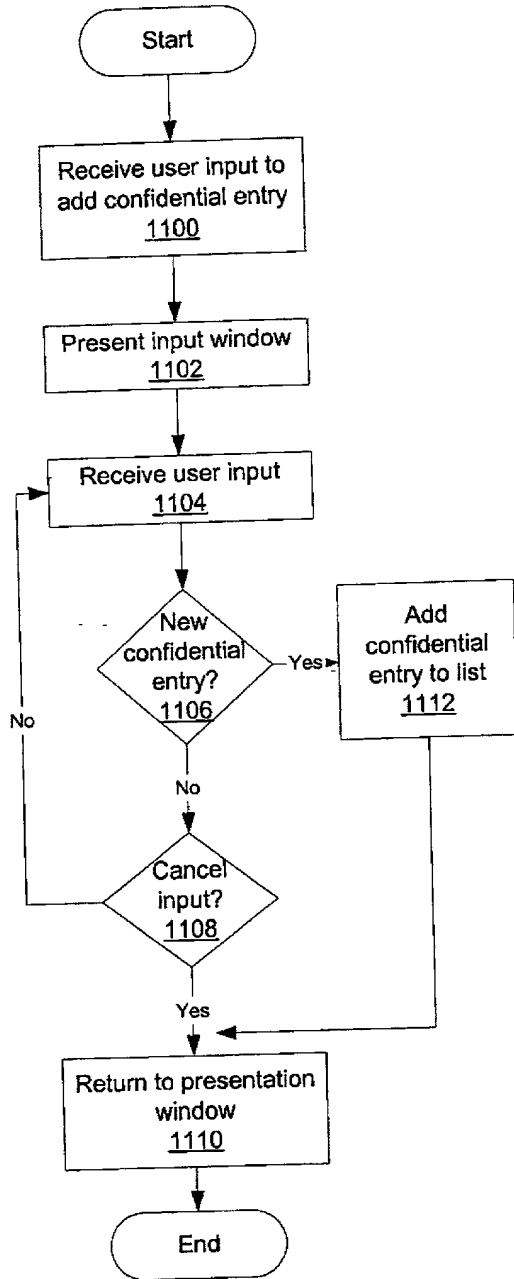 Start
Receive user input to
add confidential entry
1100
Present input window
1102
Receive user input
1104
New
confidential
entry?
1106
Yes
Add
confidential
entry to list
1112
No
No
Cancel
input?
1108
Yes
Return to presentation
window
1110
End